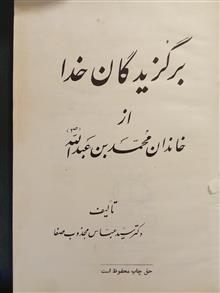 برگزیدگان خدا
از
خاندان محمد بن عبدالله (ص)
تألیف
دکتر سید عباس مجذوب صفا
حق چاپ محفوظ است